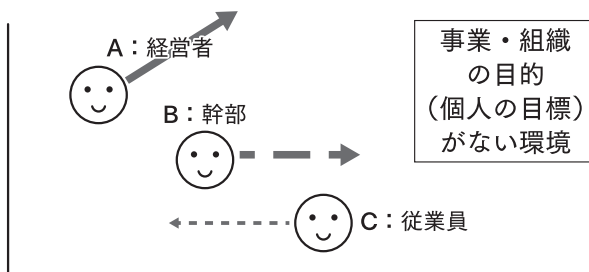 A：経営者
B：幹部
C：従業員
事業・組織
の目的
（個人の目標）
がない環境